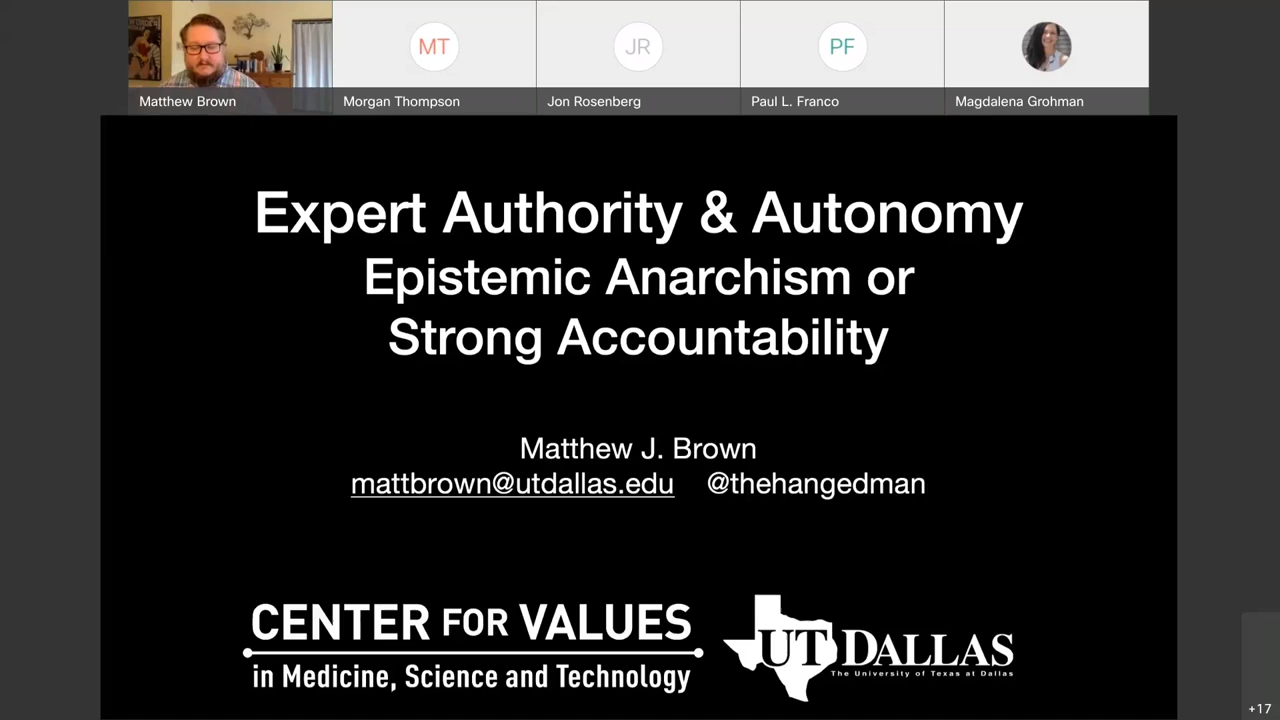 MT
JR
PF
Matthew Brown
Morgan Thompson
Jon Rosenberg
Paul L. Franco
Magdalena Grohman
Expert Authority & Autonomy
Epistemic Anarchism or
Strong Accountability
Matthew J. Brown
mattbrown@utdallas.edu @thehangedman
CENTER FOR VALUES
in Medicine, Science and Technology
UT DALLAS
The University of Texas at Dallas
+17